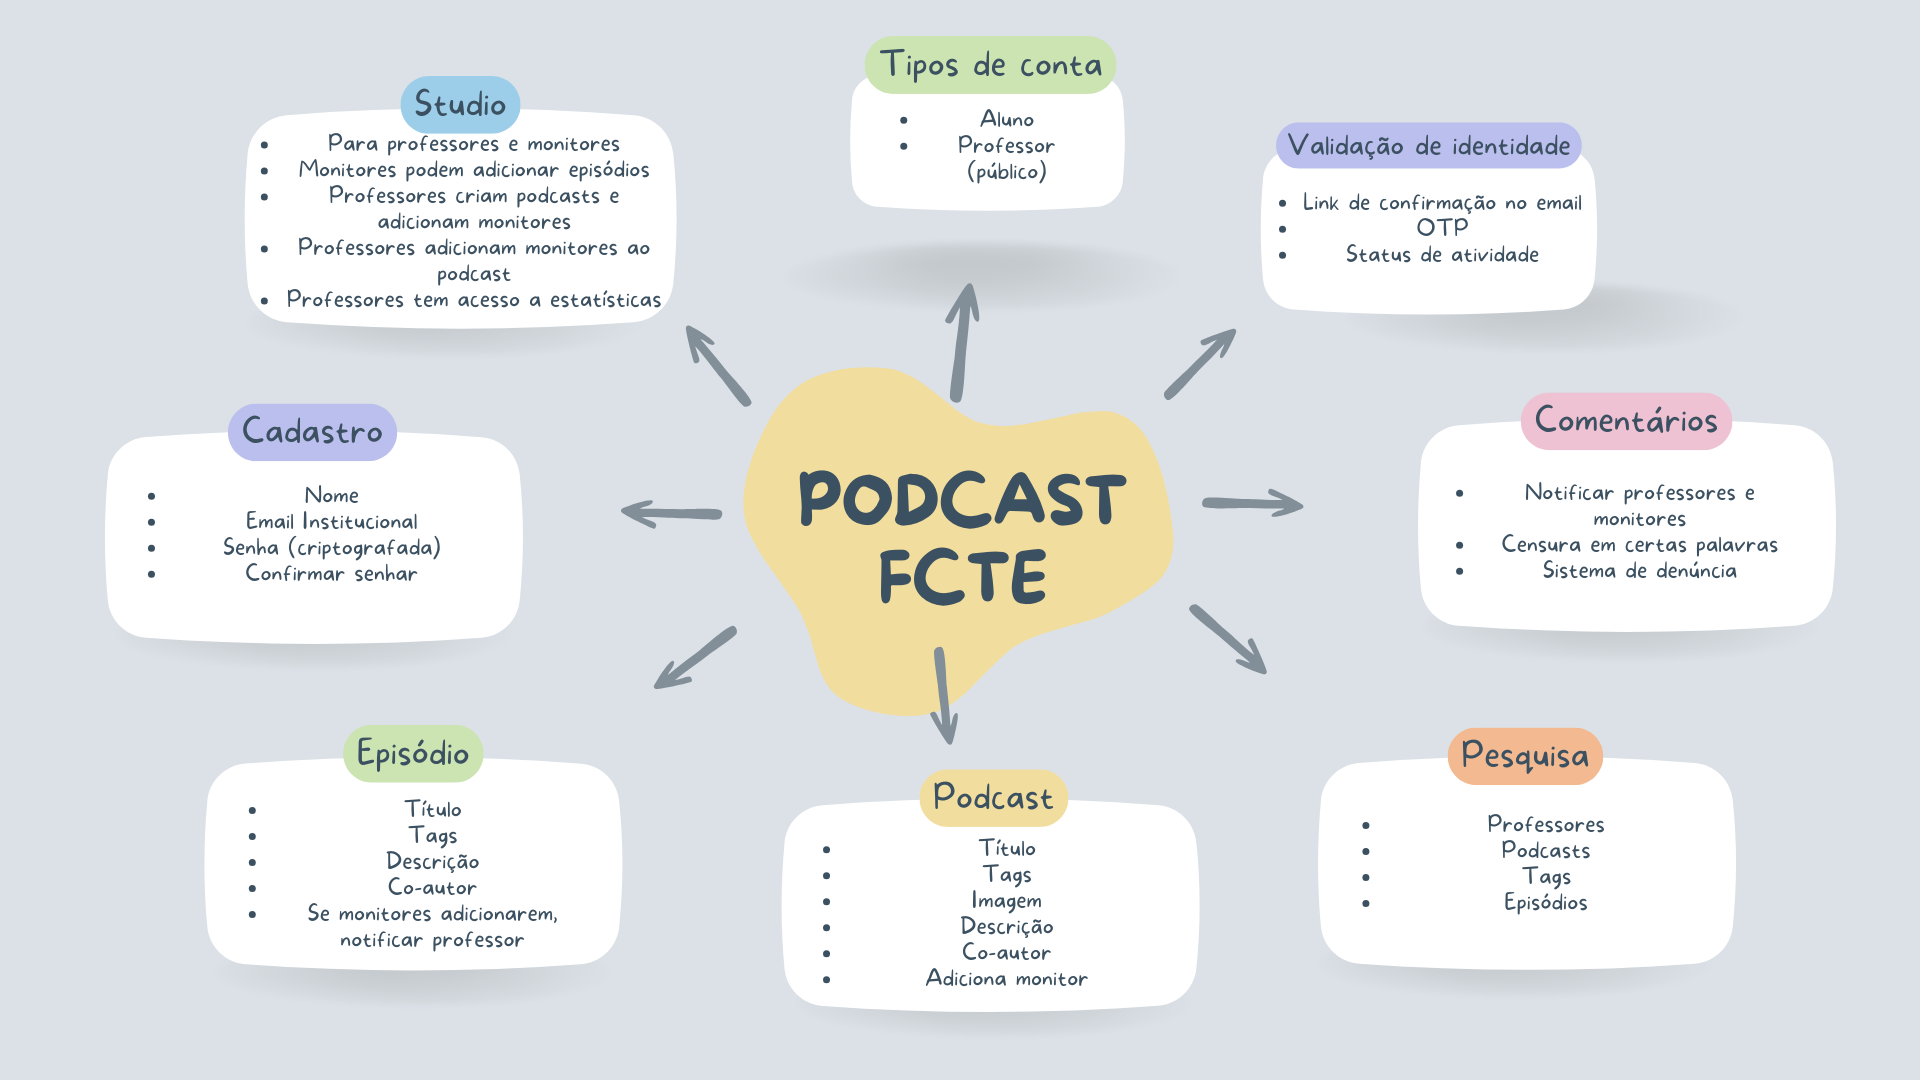 Tipos de conta
• Aluno
• Professor
(público)
Studio
• Para professores e monitores
• Monitores podem adicionar episódios
• Professores criam podcasts e
adicionam monitores
• Professores adicionam monitores ao
podcast
• Professores tem acesso a estatísticas
Validação de identidade
• Link de confirmação no email
• OTP
• Status de atividade
Cadastro
• Nome
• Email Institucional
• Senha (criptografada)
• Confirmar senhar
PODCAST
FCTE
Comentários
• Notificar professores e
monitores
• Censura em certas palavras
• Sistema de denúncia
Episódio
• Título
• Tags
• Descrição
• Co-autor
• Se monitores adicionarem,
notificar professor
Podcast
• Título
• Tags
• Imagem
• Descrição
• Co-autor
• Adiciona monitor
Pesquisa
• Professores
• Podcasts
• Tags
• Episódios